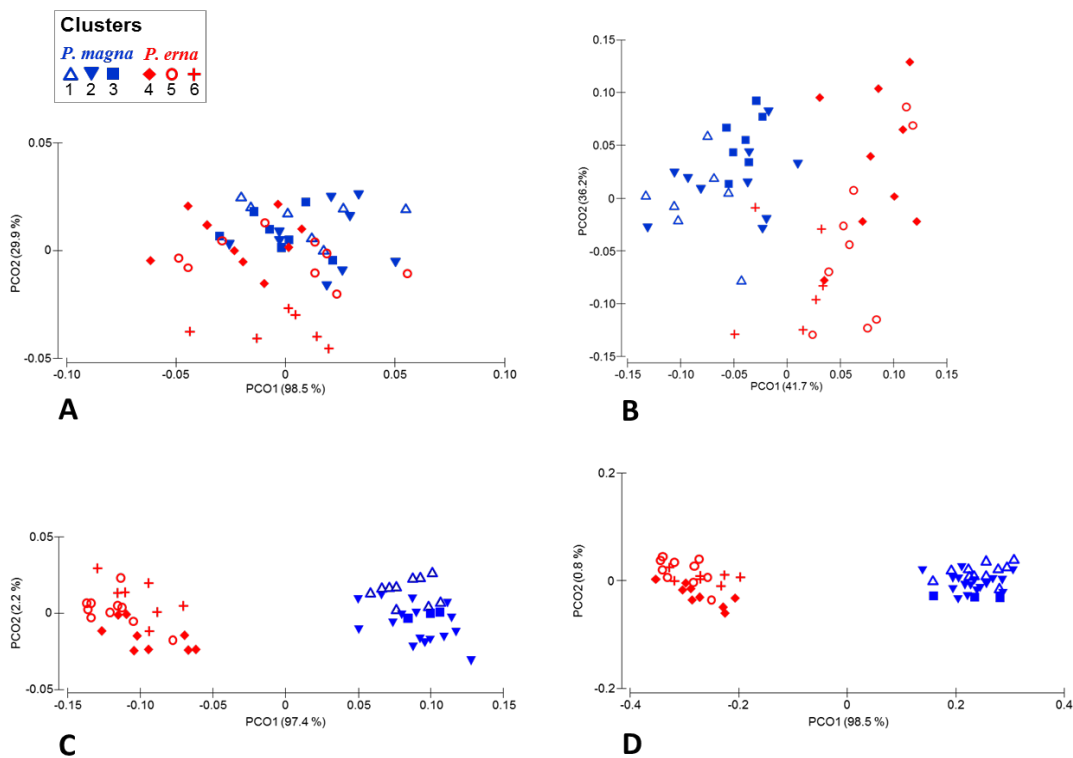 Clusters
P. magna P. erna
1 2 3 4 5 6
0.05
0
-0.05
PCO2 (29.9 %)
-0.10 -0.05 0 0.05 0.10
PCO1 (98.5 %)
A
0.15
0.10
0.05
0
-0.05
-0.10
-0.15
PCO2 (36.2%)
-0.15 -0.10 -0.05 0 0.05 0.10 0.15
PCO1 (41.7 %)
B
0.05
0
-0.05
PCO2 (2.2 %)
-0.15 -0.10 -0.05 0 0.05 0.10 0.15
PCO1 (97.4 %)
C
0.2
0
-0.2
PCO2 (0.8 %)
-0.4 -0.2 0 0.2 0.4
PCO1 (98.5 %)
D